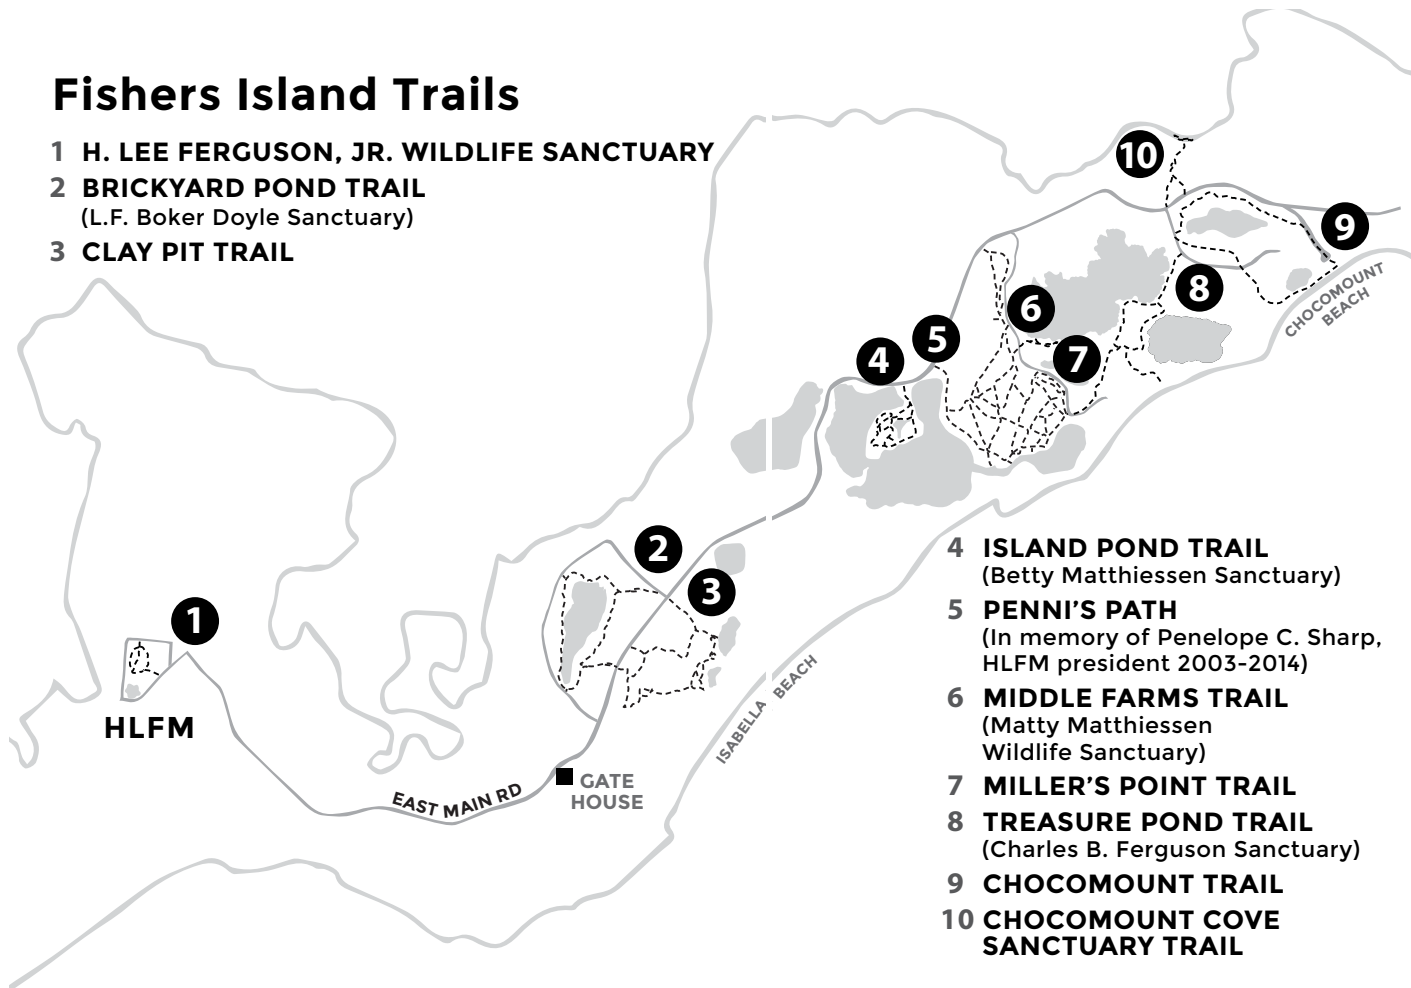 Fishers Island Trails
1 H. LEE FERGUSON, JR. WILDLIFE SANCTUARY
2 BRICKYARD POND TRAIL
(L.F. Boker Doyle Sanctuary)
3 CLAY PIT TRAIL
10
9
8
6
5
7
4
CHOCOMOUNT
BEACH
2
3
1
HLFM
ISABELLA BEACH
EAST MAIN RD
GATE
HOUSE
4 ISLAND POND TRAIL
(Betty Matthiessen Sanctuary)
5 PENNI'S PATH
(In memory of Penelope C. Sharp,
HLFM president 2003-2014)
6 MIDDLE FARMS TRAIL
(Matty Matthiessen
Wildlife Sanctuary)
7 MILLER'S POINT TRAIL
8 TREASURE POND TRAIL
(Charles B. Ferguson Sanctuary)
9 CHOCOMOUNT TRAIL
10 CHOCOMOUNT COVE
SANCTUARY TRAIL